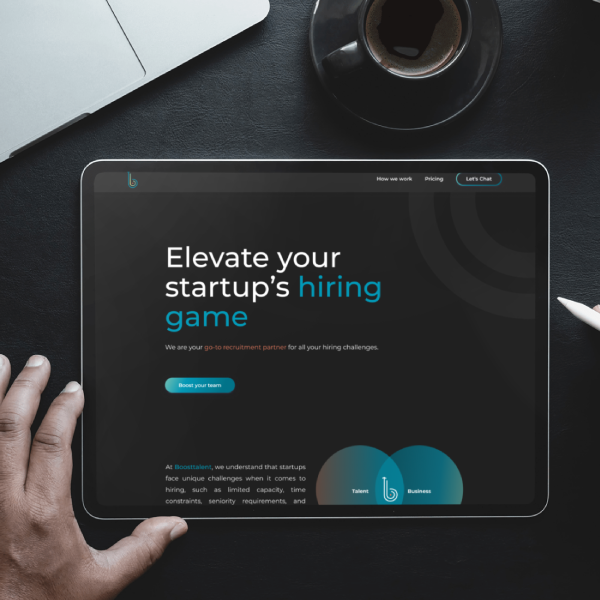 How we work Pricing Let's Chat
Elevate your
startup's hiring
game
We are your go-to recruitment partner for all your hiring challenges.
Boost your team
At Boosttalent, we understand that startups
face unique challenges when it comes to
hiring, such as limited capacity, time
constraints, seniority requirements, and
Talent Business